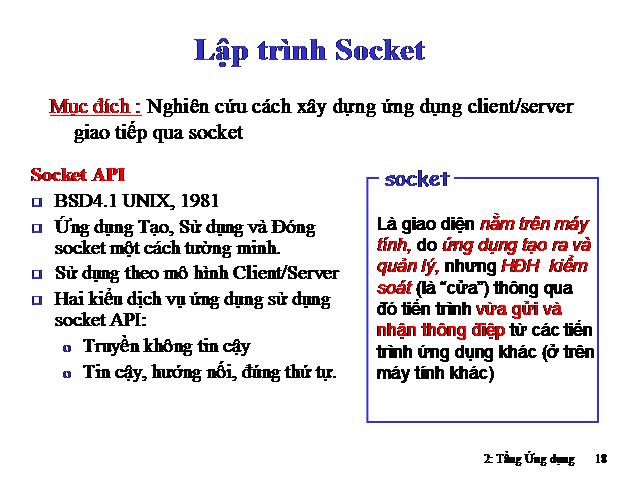 Lập trình Socket
Mục đích : Nghiên cứu cách xây dựng ứng dụng client/server
giao tiếp qua socket
Socket API
BSD4.1 UNIX, 1981
Ứng dụng Tạo, Sử dụng và Đóng
socket một cách tường minh.
Sử dụng theo mô hình Client/Server
Hai kiểu dịch vụ ứng dụng sử dụng
socket API:
Truyền không tin cậy
Tin cậy, hướng nối, đúng thứ tự.
socket
Là giao diện nằm trên máy
tính, do ứng dụng tạo ra và
quản lý, nhưng HĐH kiểm
soát (là “cửa”) thông qua
đó tiến trình vừa gửi và
nhận thông điệp từ các tiến
trình ứng dụng khác (ở trên
máy tính khác)
2: Tầng Ứng dụng 18